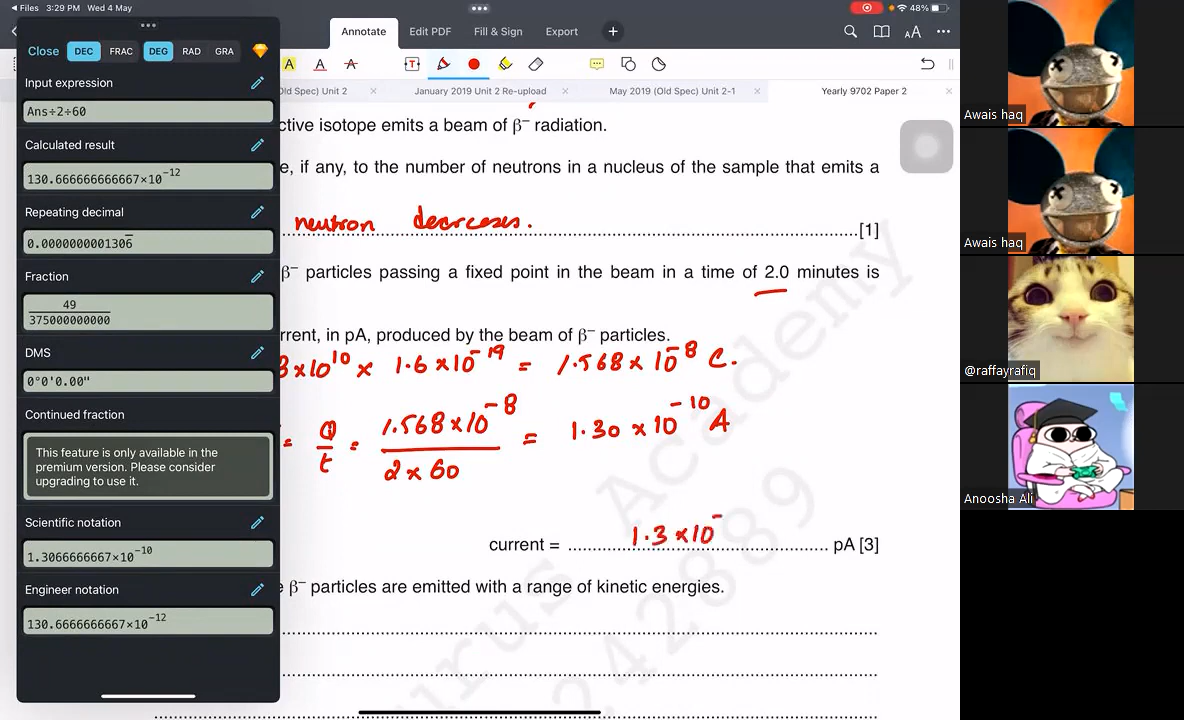 Files 3:29 PM Wed 4 May
48%
Annotate Edit PDF Fill & Sign Export
AA
A A A T
(Old Spec) Unit 2 January 2019 Unit 2 Re-upload May 2019 (Old Spec) Unit 2-1 Yearly 9702 Paper 2
Close DEC FRAC DEG RAD GRA
Input expression
Ans÷2÷60
Calculated result
130.666666666667×10⁻¹²
Repeating decimal
0.0000000001306̅
Fraction
49
375000000000
DMS
0°0'0.00"
Continued fraction
This feature is only available in the
premium version. Please consider
upgrading to use it.
Scientific notation
1.3066666667×10⁻¹⁰
Engineer notation
130.6666666667×10⁻¹²
ctive isotope emits a beam of β⁻ radiation.
e, if any, to the number of neutrons in a nucleus of the sample that emits a
neutron decreases. [1]
β⁻ particles passing a fixed point in the beam in a time of 2.0 minutes is
rrent, in pA, produced by the beam of β⁻ particles.
8 × 10¹⁰ × 1.6 × 10⁻¹⁹ = 1.568 × 10⁻⁸ C.
= Q/t = 1.568 × 10⁻⁸ / 2 × 60 = 1.30 × 10⁻¹⁰ A
current = 1.3 × 10⁻ pA [3]
e β⁻ particles are emitted with a range of kinetic energies.
urus Academy
242889
Awais haq
Awais haq
@raffayrafiq
Anoosha Ali